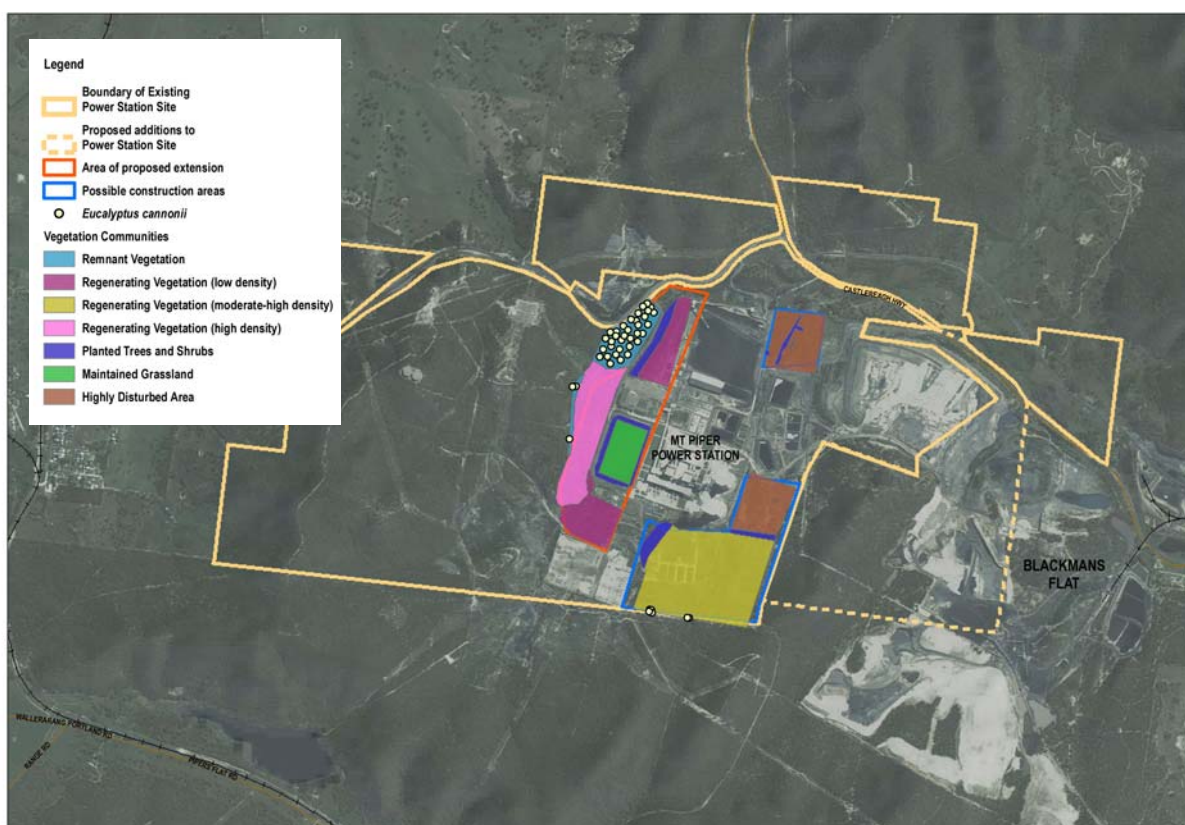 Legend
Boundary of Existing
Power Station Site
Proposed additions to
Power Station Site
Area of proposed extension
Possible construction areas
Eucalyptus cannonii
Vegetation Communities
Remnant Vegetation
Regenerating Vegetation (low density)
Regenerating Vegetation (moderate-high density)
Regenerating Vegetation (high density)
Planted Trees and Shrubs
Maintained Grassland
Highly Disturbed Area
CASTLEREAGH HWY
MT PIPER
POWER STATION
BLACKMANS
FLAT
WALLERAWANG PORTLAND RD
RANGE RD
PIPERS FLAT RD